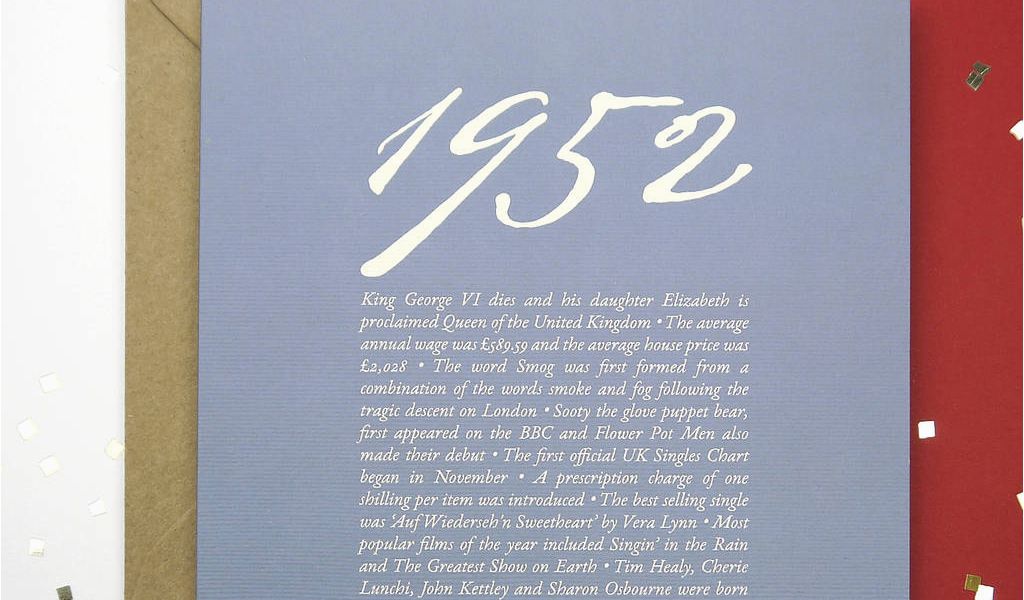 1952
King George VI dies and his daughter Elizabeth is
proclaimed Queen of the United Kingdom • The average
annual wage was £589.59 and the average house price was
£2,028 • The word Smog was first formed from a
combination of the words smoke and fog following the
tragic descent on London • Sooty the glove puppet bear,
first appeared on the BBC and Flower Pot Men also
made their debut • The first official UK Singles Chart
began in November • A prescription charge of one
shilling per item was introduced • The best selling single
was ‘Auf Wiederseh'n Sweetheart’ by Vera Lynn • Most
popular films of the year included Singin’ in the Rain
and The Greatest Show on Earth • Tim Healy, Cherie
Lunchi, John Kettley and Sharon Osbourne were born